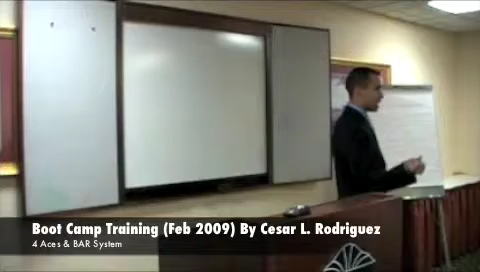 Boot Camp Training (Feb 2009) By Cesar L. Rodriguez
4 Aces & BAR System